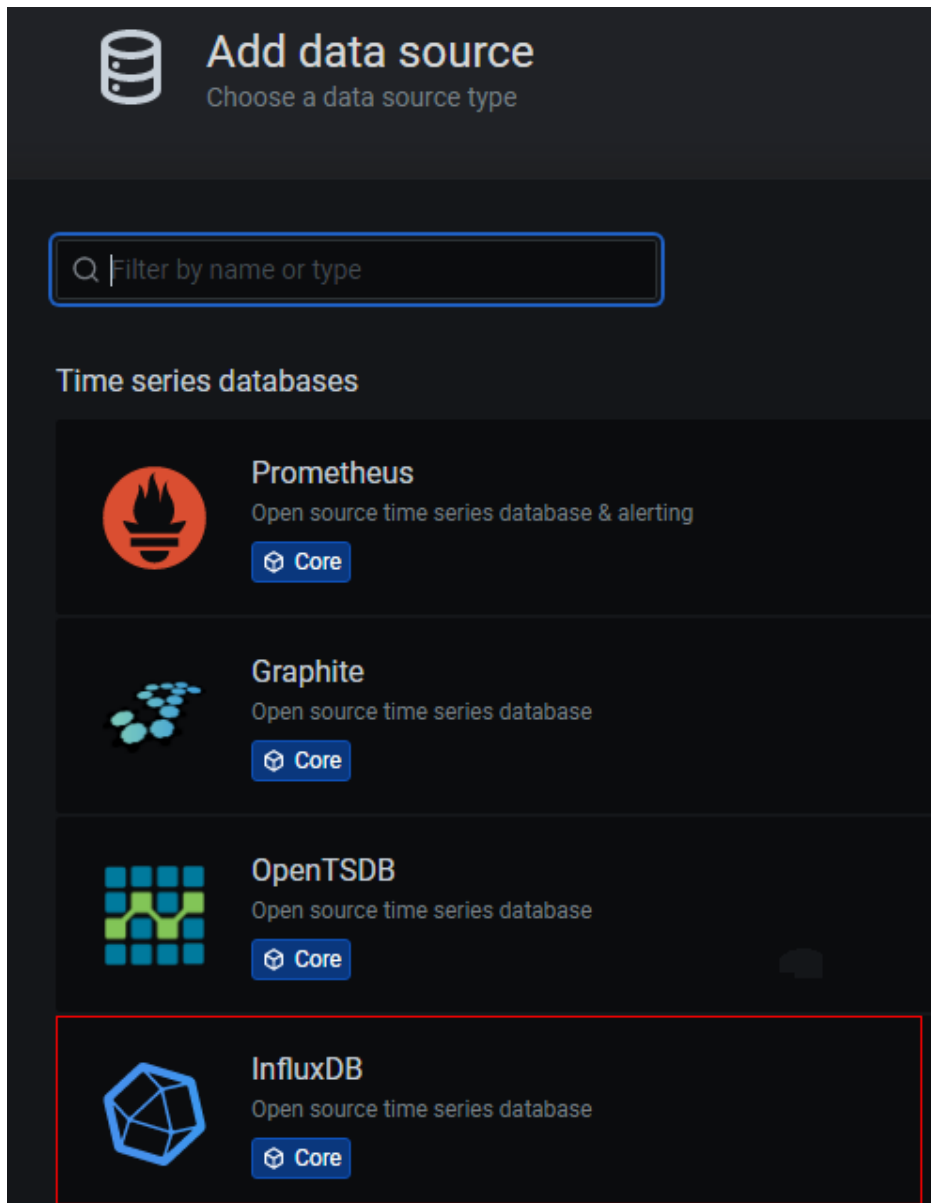 Add data source
Choose a data source type
Filter by name or type
Time series databases
Prometheus
Open source time series database & alerting
Core
Graphite
Open source time series database
Core
OpenTSDB
Open source time series database
Core
InfluxDB
Open source time series database
Core